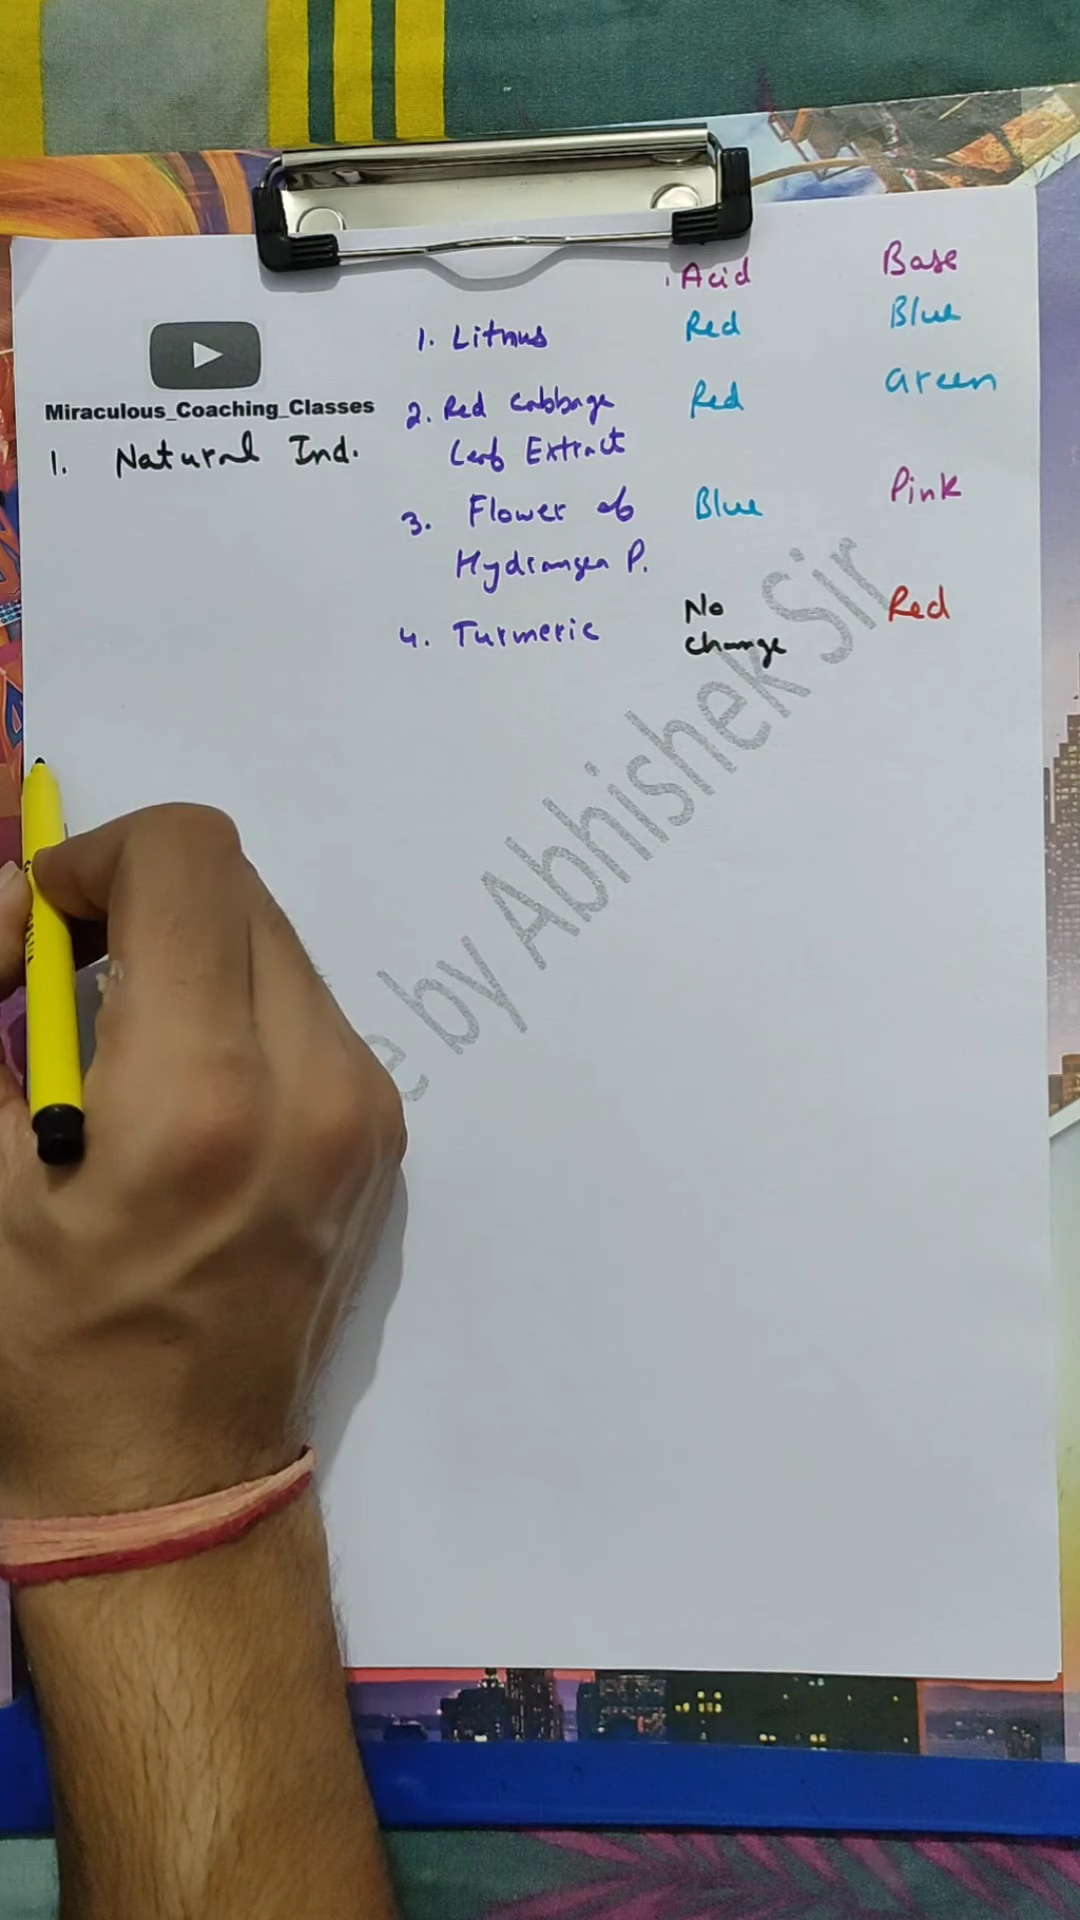 Acid Base
1. Litmus Red Blue
Miraculous_Coaching_Classes
2. Red Cabbage Red Green
Leaf Extract
1. Natural Ind.
3. Flower of Blue Pink
Hydrangea P.
4. Turmeric No Red
change
e by Abhishek Sir